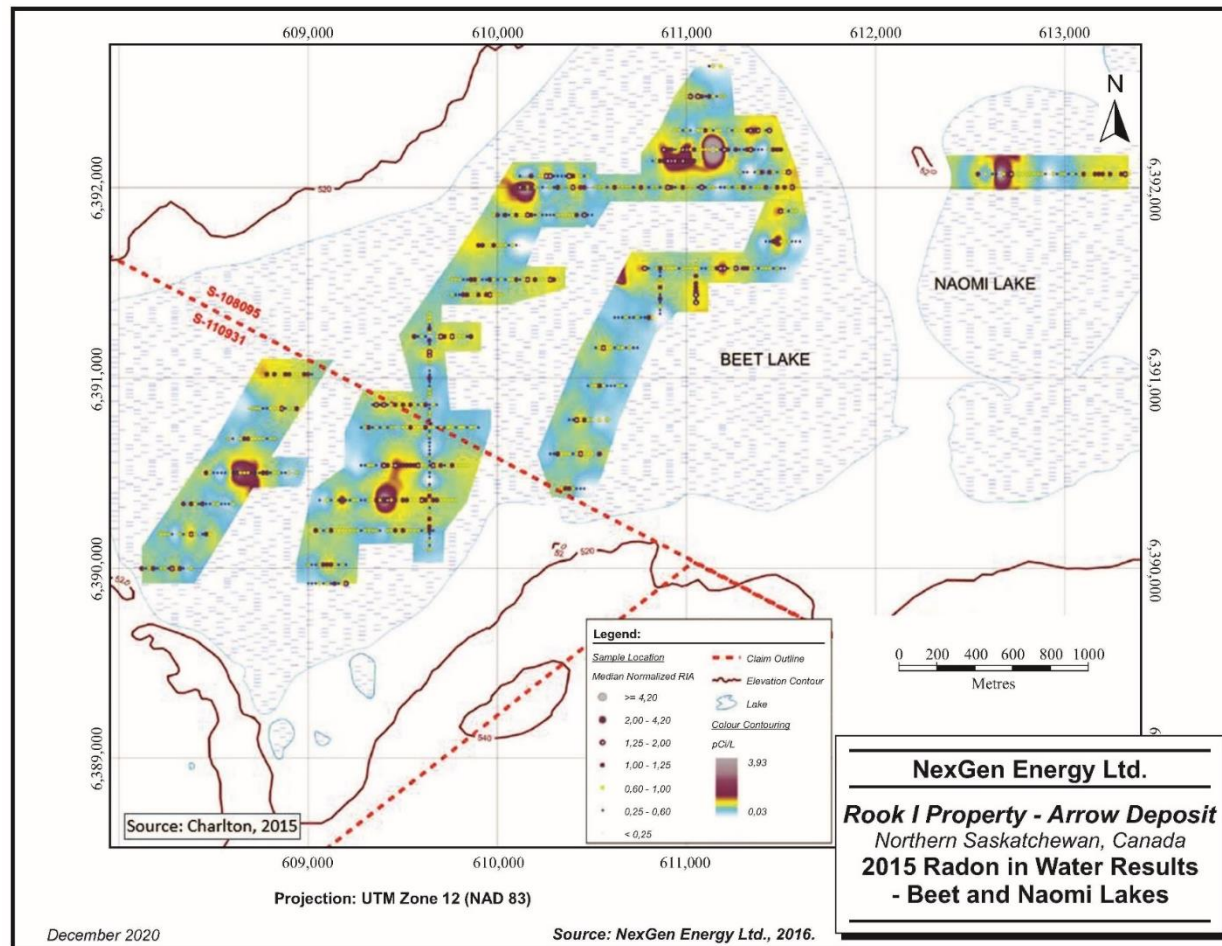 609,000
610,000
611,000
612,000
613,000
N
6,392,000
6,392,000
520
S-108095
S-110931
NAOMI LAKE
BEET LAKE
6,391,000
6,391,000
6,390,000
6,390,000
520
520
540
Legend:
Sample Location
Median Normalized RIA
>= 4,20
2,00 - 4,20
1,25 - 2,00
1,00 - 1,25
0,60 - 1,00
0,25 - 0,60
< 0,25
Claim Outline
Elevation Contour
Lake
Colour Contouring
pCi/L
3,93
0,03
0 200 400 600 800 1000
Metres
6,389,000
Source: Charlton, 2015
609,000
610,000
611,000
Projection: UTM Zone 12 (NAD 83)
NexGen Energy Ltd.
Rook I Property - Arrow Deposit
Northern Saskatchewan, Canada
2015 Radon in Water Results
- Beet and Naomi Lakes
December 2020
Source: NexGen Energy Ltd., 2016.